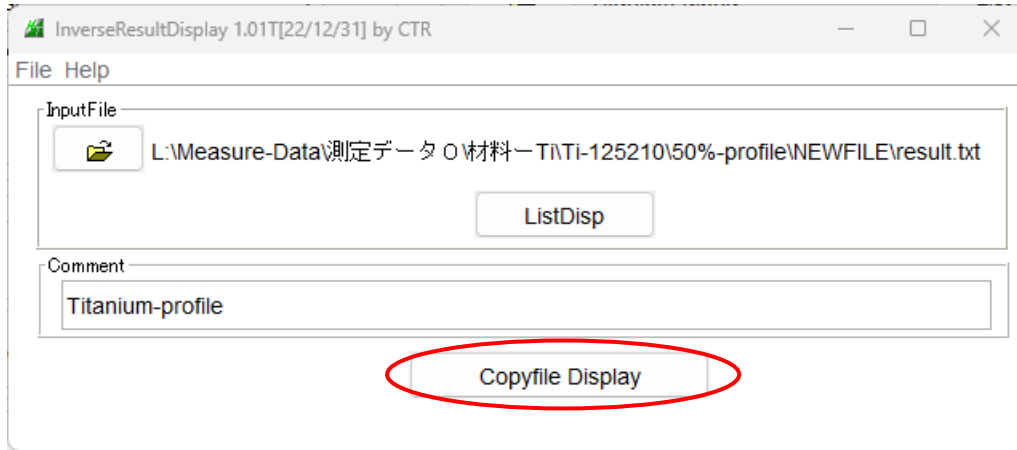 InverseResultDisplay 1.01T[22/12/31] by CTR
File Help
InputFile
L:\Measure-Data\測定データO\材料ーTi\Ti-125210\50%-profile\NEWFILE\result.txt
ListDisp
Comment
Titanium-profile
Copyfile Display